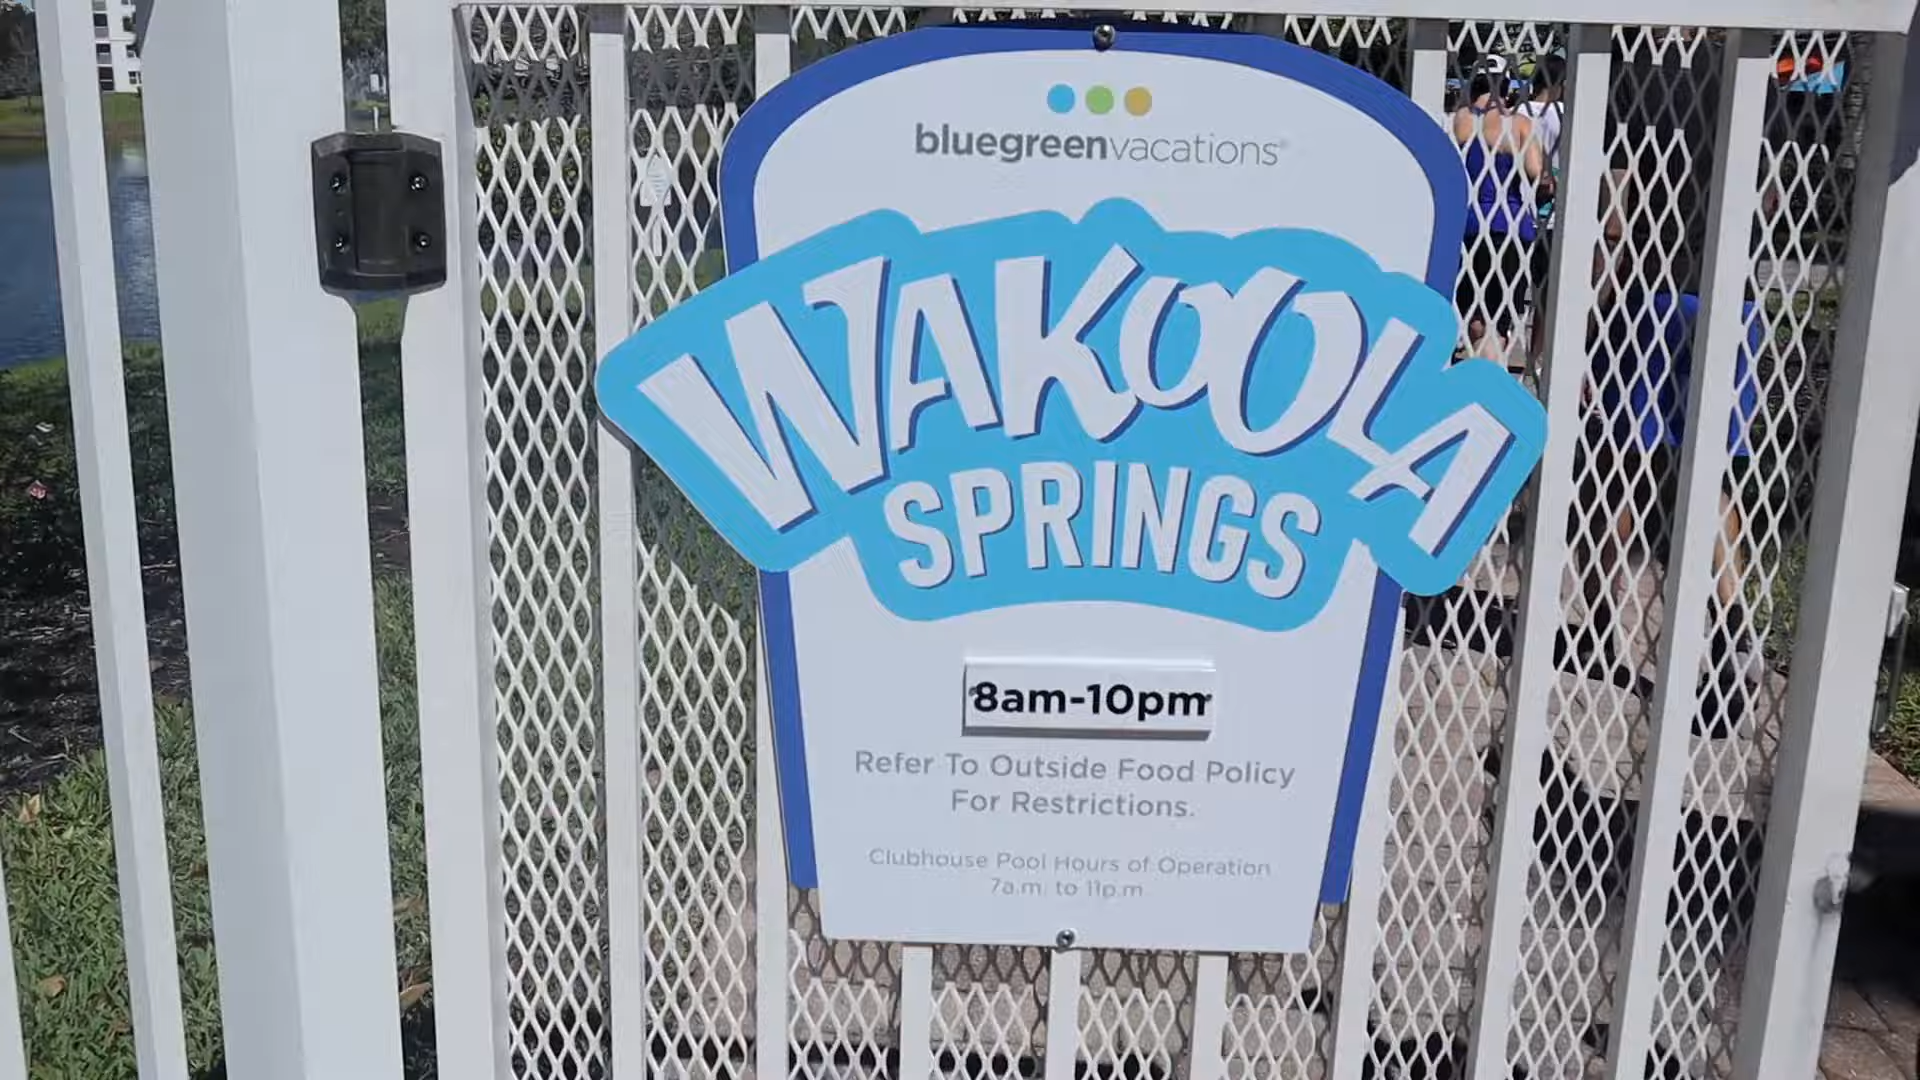 bluegreenvacations®
WAKOOLA
SPRINGS
8am-10pm
Refer To Outside Food Policy
For Restrictions.
Clubhouse Pool Hours of Operation
7a.m. to 11p.m